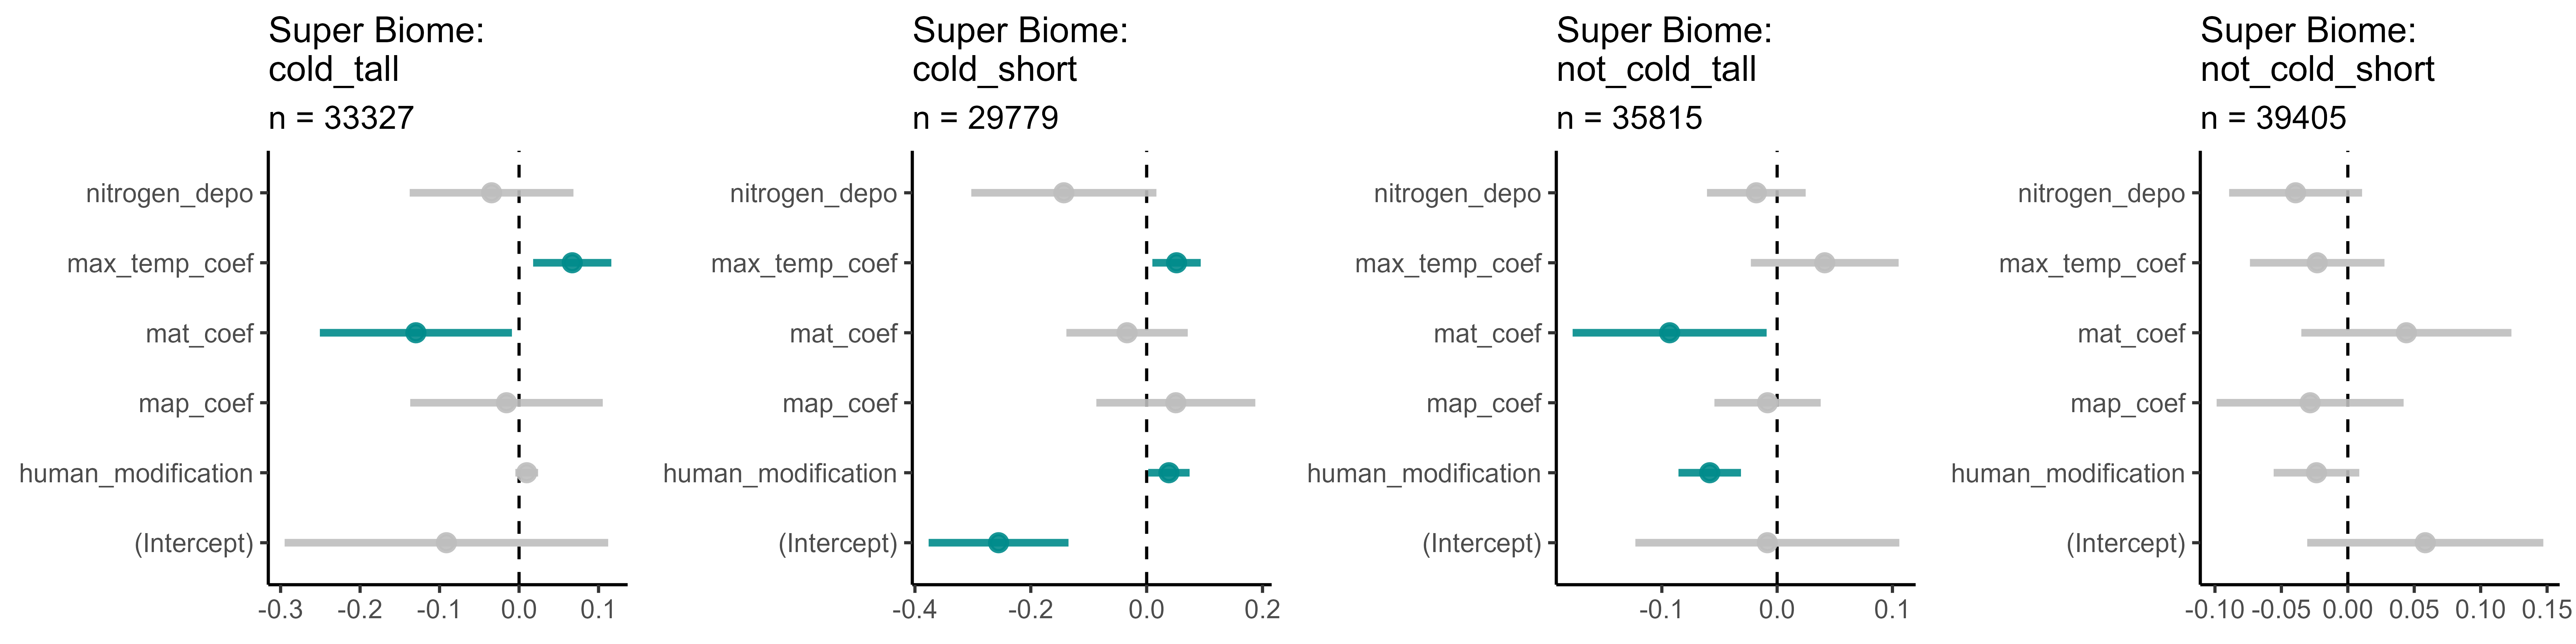 Super Biome:
cold_tall
n = 33327
nitrogen_depo
max_temp_coef
mat_coef
map_coef
human_modification
(Intercept)
-0.3 -0.2 -0.1 0.0 0.1
Super Biome:
cold_short
n = 29779
nitrogen_depo
max_temp_coef
mat_coef
map_coef
human_modification
(Intercept)
-0.4 -0.2 0.0 0.2
Super Biome:
not_cold_tall
n = 35815
nitrogen_depo
max_temp_coef
mat_coef
map_coef
human_modification
(Intercept)
-0.1 0.0 0.1
Super Biome:
not_cold_short
n = 39405
nitrogen_depo
max_temp_coef
mat_coef
map_coef
human_modification
(Intercept)
-0.10 -0.05 0.00 0.05 0.10 0.15